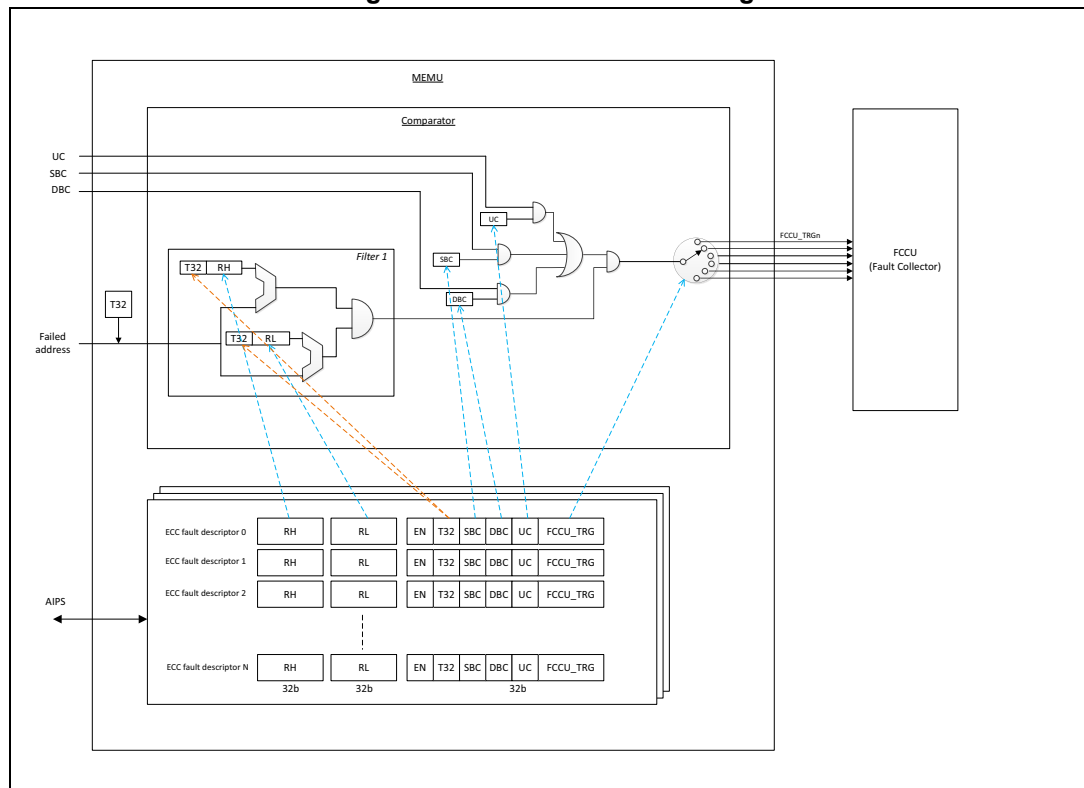 MEMU
Comparator
UC
SBC
DBC
UC
SBC
DBC
FCCU_TRGn
FCCU
(Fault Collector)
Filter 1
T32 RH
T32
T32 RL
Failed
address
ECC fault descriptor 0 RH RL EN T32 SBC DBC UC FCCU_TRG
ECC fault descriptor 1 RH RL EN T32 SBC DBC UC FCCU_TRG
ECC fault descriptor 2 RH RL EN T32 SBC DBC UC FCCU_TRG
AIPS
ECC fault descriptor N RH RL EN T32 SBC DBC UC FCCU_TRG
32b 32b 32b